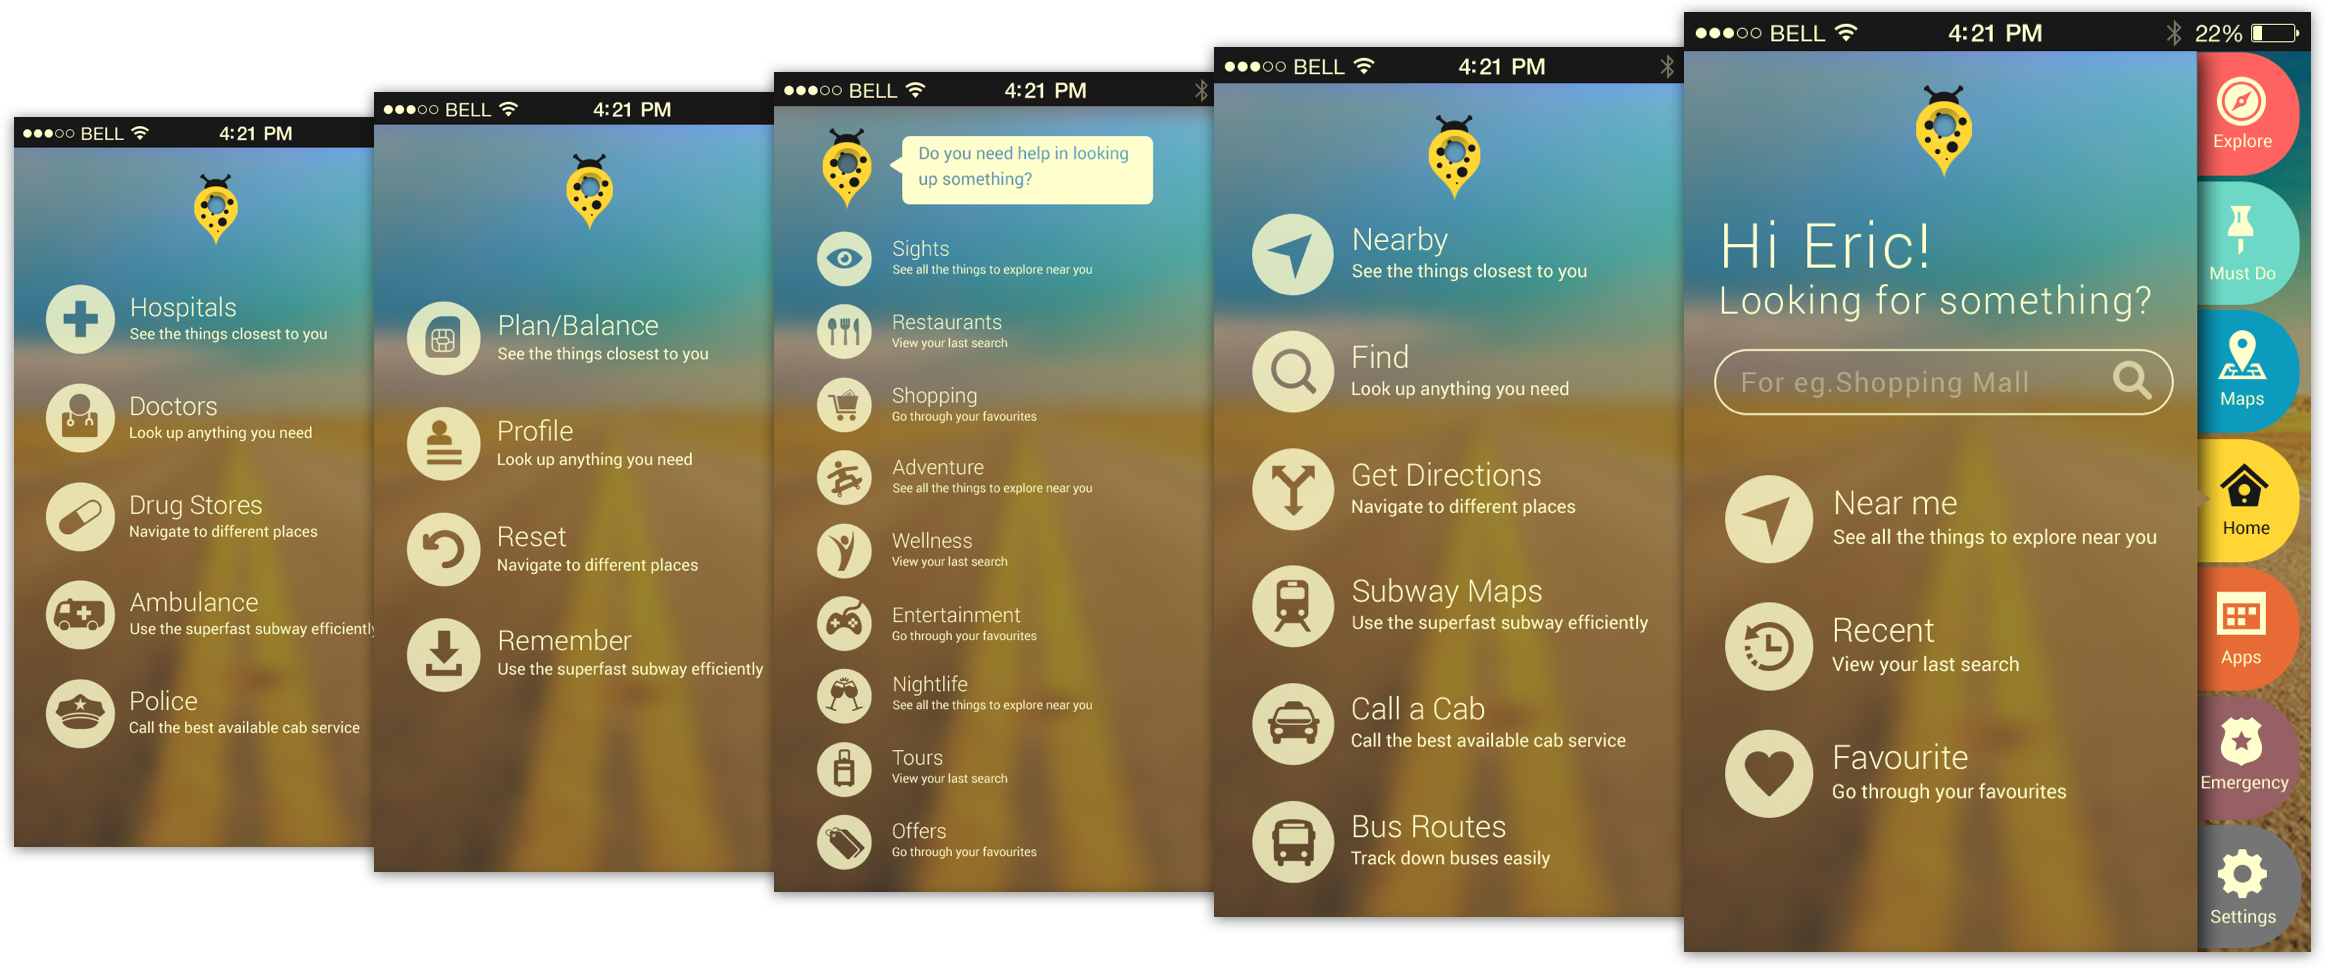 BELL 4:21 PM
Hospitals
See the things closest to you
Doctors
Look up anything you need
Drug Stores
Navigate to different places
Ambulance
Use the superfast subway efficiently
Police
Call the best available cab service
BELL 4:21 PM
Plan/Balance
See the things closest to you
Profile
Look up anything you need
Reset
Navigate to different places
Remember
Use the superfast subway efficiently
BELL 4:21 PM
Do you need help in looking
up something?
Sights
See all the things to explore near you
Restaurants
View your last search
Shopping
Go through your favourites
Adventure
See all the things to explore near you
Wellness
View your last search
Entertainment
Go through your favourites
Nightlife
See all the things to explore near you
Tours
View your last search
Offers
Go through your favourites
BELL 4:21 PM
Nearby
See the things closest to you
Find
Look up anything you need
Get Directions
Navigate to different places
Subway Maps
Use the superfast subway efficiently
Call a Cab
Call the best available cab service
Bus Routes
Track down buses easily
BELL 4:21 PM 22%
Hi Eric!
Looking for something?
For eg.Shopping Mall
Near me
See all the things to explore near you
Recent
View your last search
Favourite
Go through your favourites
Explore
Must Do
Maps
Home
Apps
Emergency
Settings